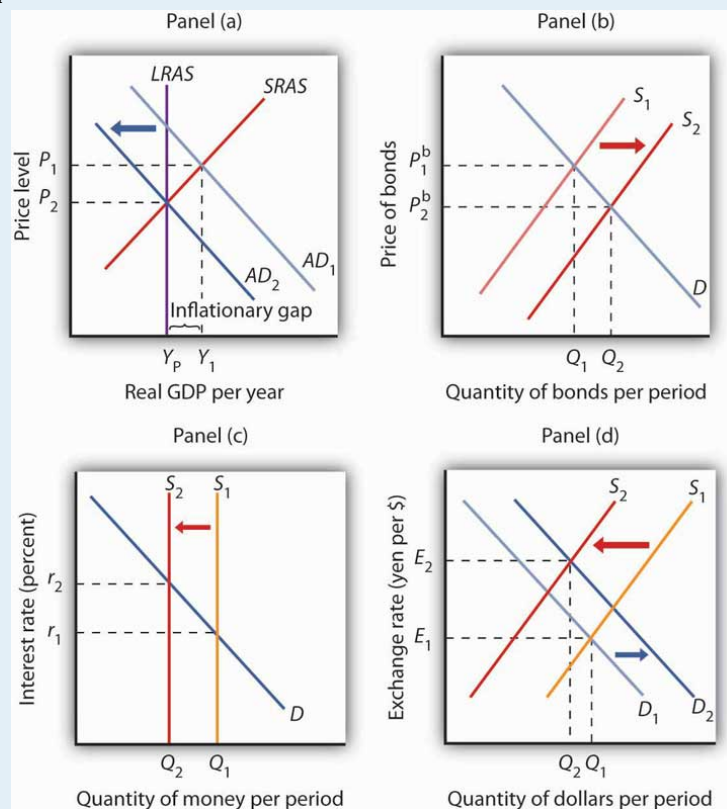 Panel (a)
LRAS
SRAS
Price level
P1
P2
AD1
AD2
Inflationary gap
YP
Y1
Real GDP per year
Panel (b)
S1
S2
Price of bonds
P1b
P2b
D
Q1
Q2
Quantity of bonds per period
Panel (c)
S2
S1
Interest rate (percent)
r2
r1
D
Q2
Q1
Quantity of money per period
Panel (d)
S2
S1
Exchange rate (yen per $)
E2
E1
D1
D2
Q2
Q1
Quantity of dollars per period